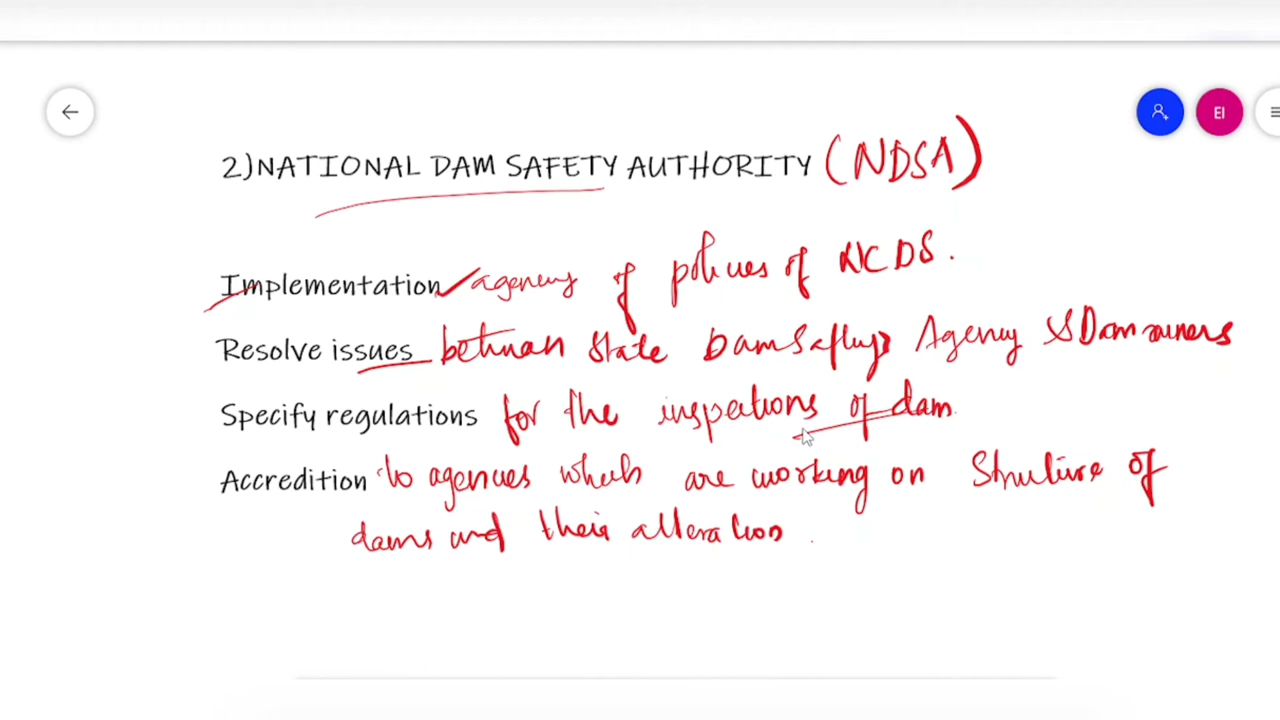 EI
2)NATIONAL DAM SAFETY AUTHORITY (NDSA)
Implementation agency of policies of NCDS.
Resolve issues between State Dam Safety Agency & Dam owners
Specify regulations for the inspections of dam
Accredition to agencies which are working on Structure of
dams and their alteration.